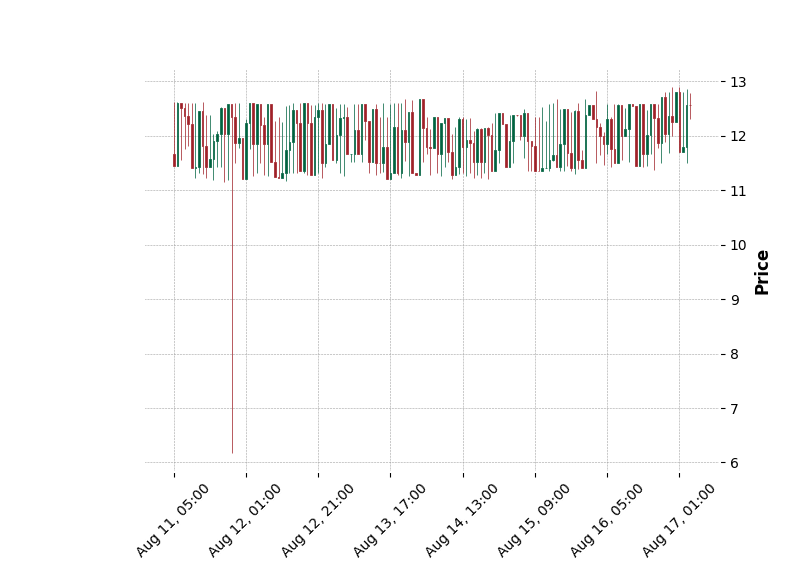 13
12
11
10
9
8
7
6
Price
Aug 11, 05:00
Aug 12, 01:00
Aug 12, 21:00
Aug 13, 17:00
Aug 14, 13:00
Aug 15, 09:00
Aug 16, 05:00
Aug 17, 01:00